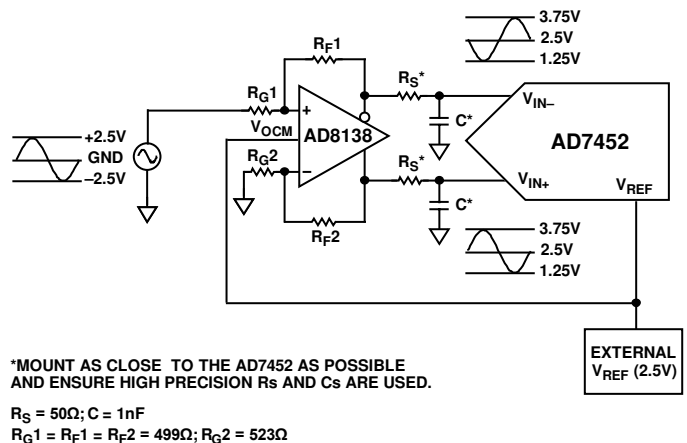 3.75V
2.5V
1.25V
RF1
RS*
RG1
VIN–
C*
+
VOCM
AD8138
AD7452
+2.5V
GND
–2.5V
RG2
–
RS*
VIN+
VREF
C*
RF2
3.75V
2.5V
1.25V
EXTERNAL
VREF (2.5V)
*MOUNT AS CLOSE TO THE AD7452 AS POSSIBLE
AND ENSURE HIGH PRECISION Rs AND Cs ARE USED.
RS = 50Ω; C = 1nF
RG1 = RF1 = RF2 = 499Ω; RG2 = 523Ω